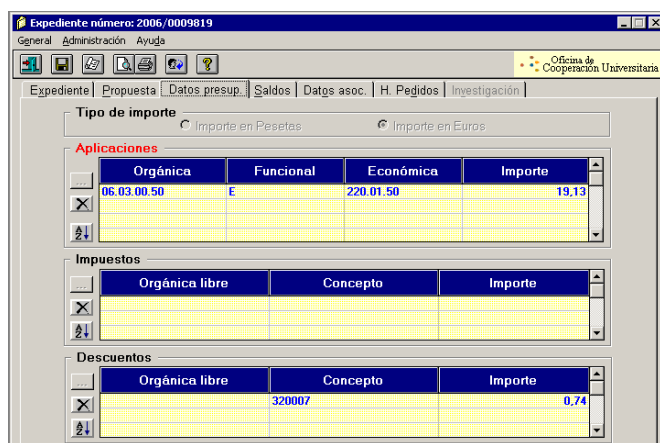 Expediente número: 2006/0009819
General Administración Ayuda
Oficina de
Cooperación Universitaria
Expediente Propuesta Datos presup. Saldos Datos asoc. H. Pedidos Investigación
Tipo de importe
Importe en Pesetas Importe en Euros
Aplicaciones
Orgánica Funcional Económica Importe
06.03.00.50 E 220.01.50 19,13
Impuestos
Orgánica libre Concepto Importe
Descuentos
Orgánica libre Concepto Importe
320007 0,74